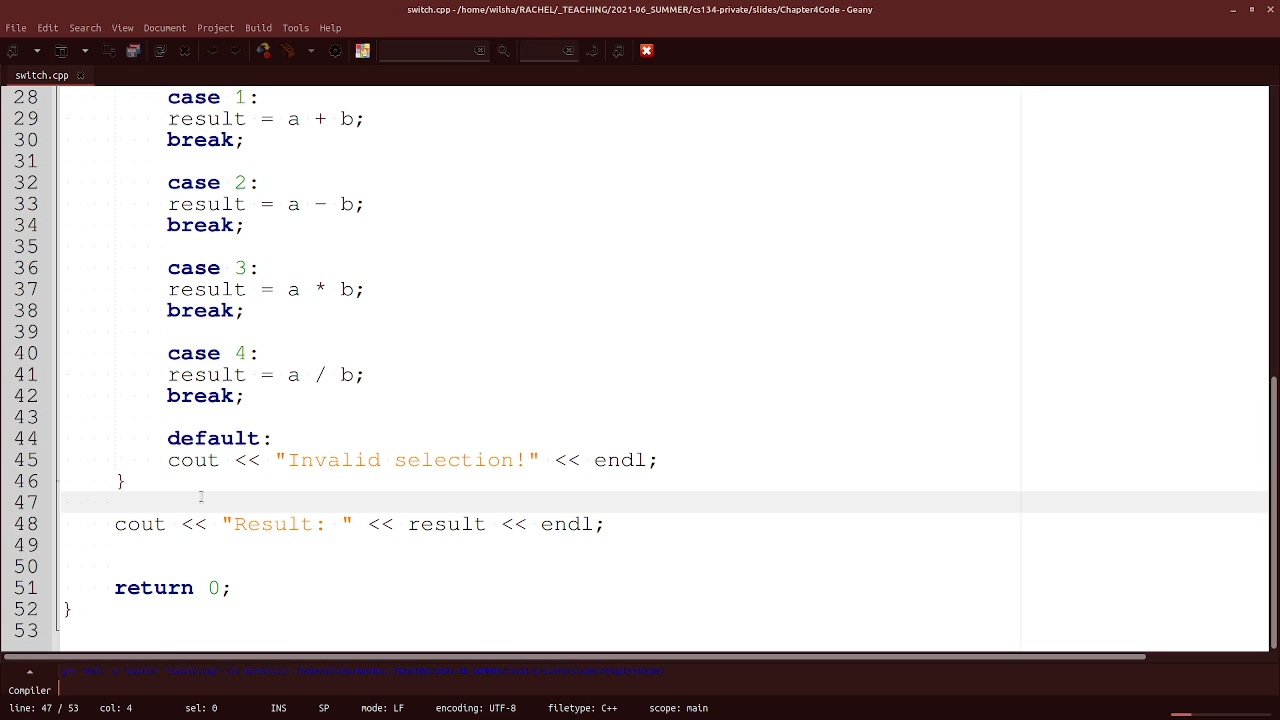 switch.cpp - /home/wilsha/RACHEL/_TEACHING/2021-06_SUMMER/cs134-private/slides/Chapter4Code - Geany
File Edit Search View Document Project Build Tools Help
switch.cpp
28 case 1:
29 result = a + b;
30 break;
31
32 case 2:
33 result = a - b;
34 break;
35
36 case 3:
37 result = a * b;
38 break;
39
40 case 4:
41 result = a / b;
42 break;
43
44 default:
45 cout << "Invalid selection!" << endl;
46 }
47
48 cout << "Result: " << result << endl;
49
50
51 return 0;
52 }
53
Compiler
line: 47 / 53 col: 4 sel: 0 INS SP mode: LF encoding: UTF-8 filetype: C++ scope: main